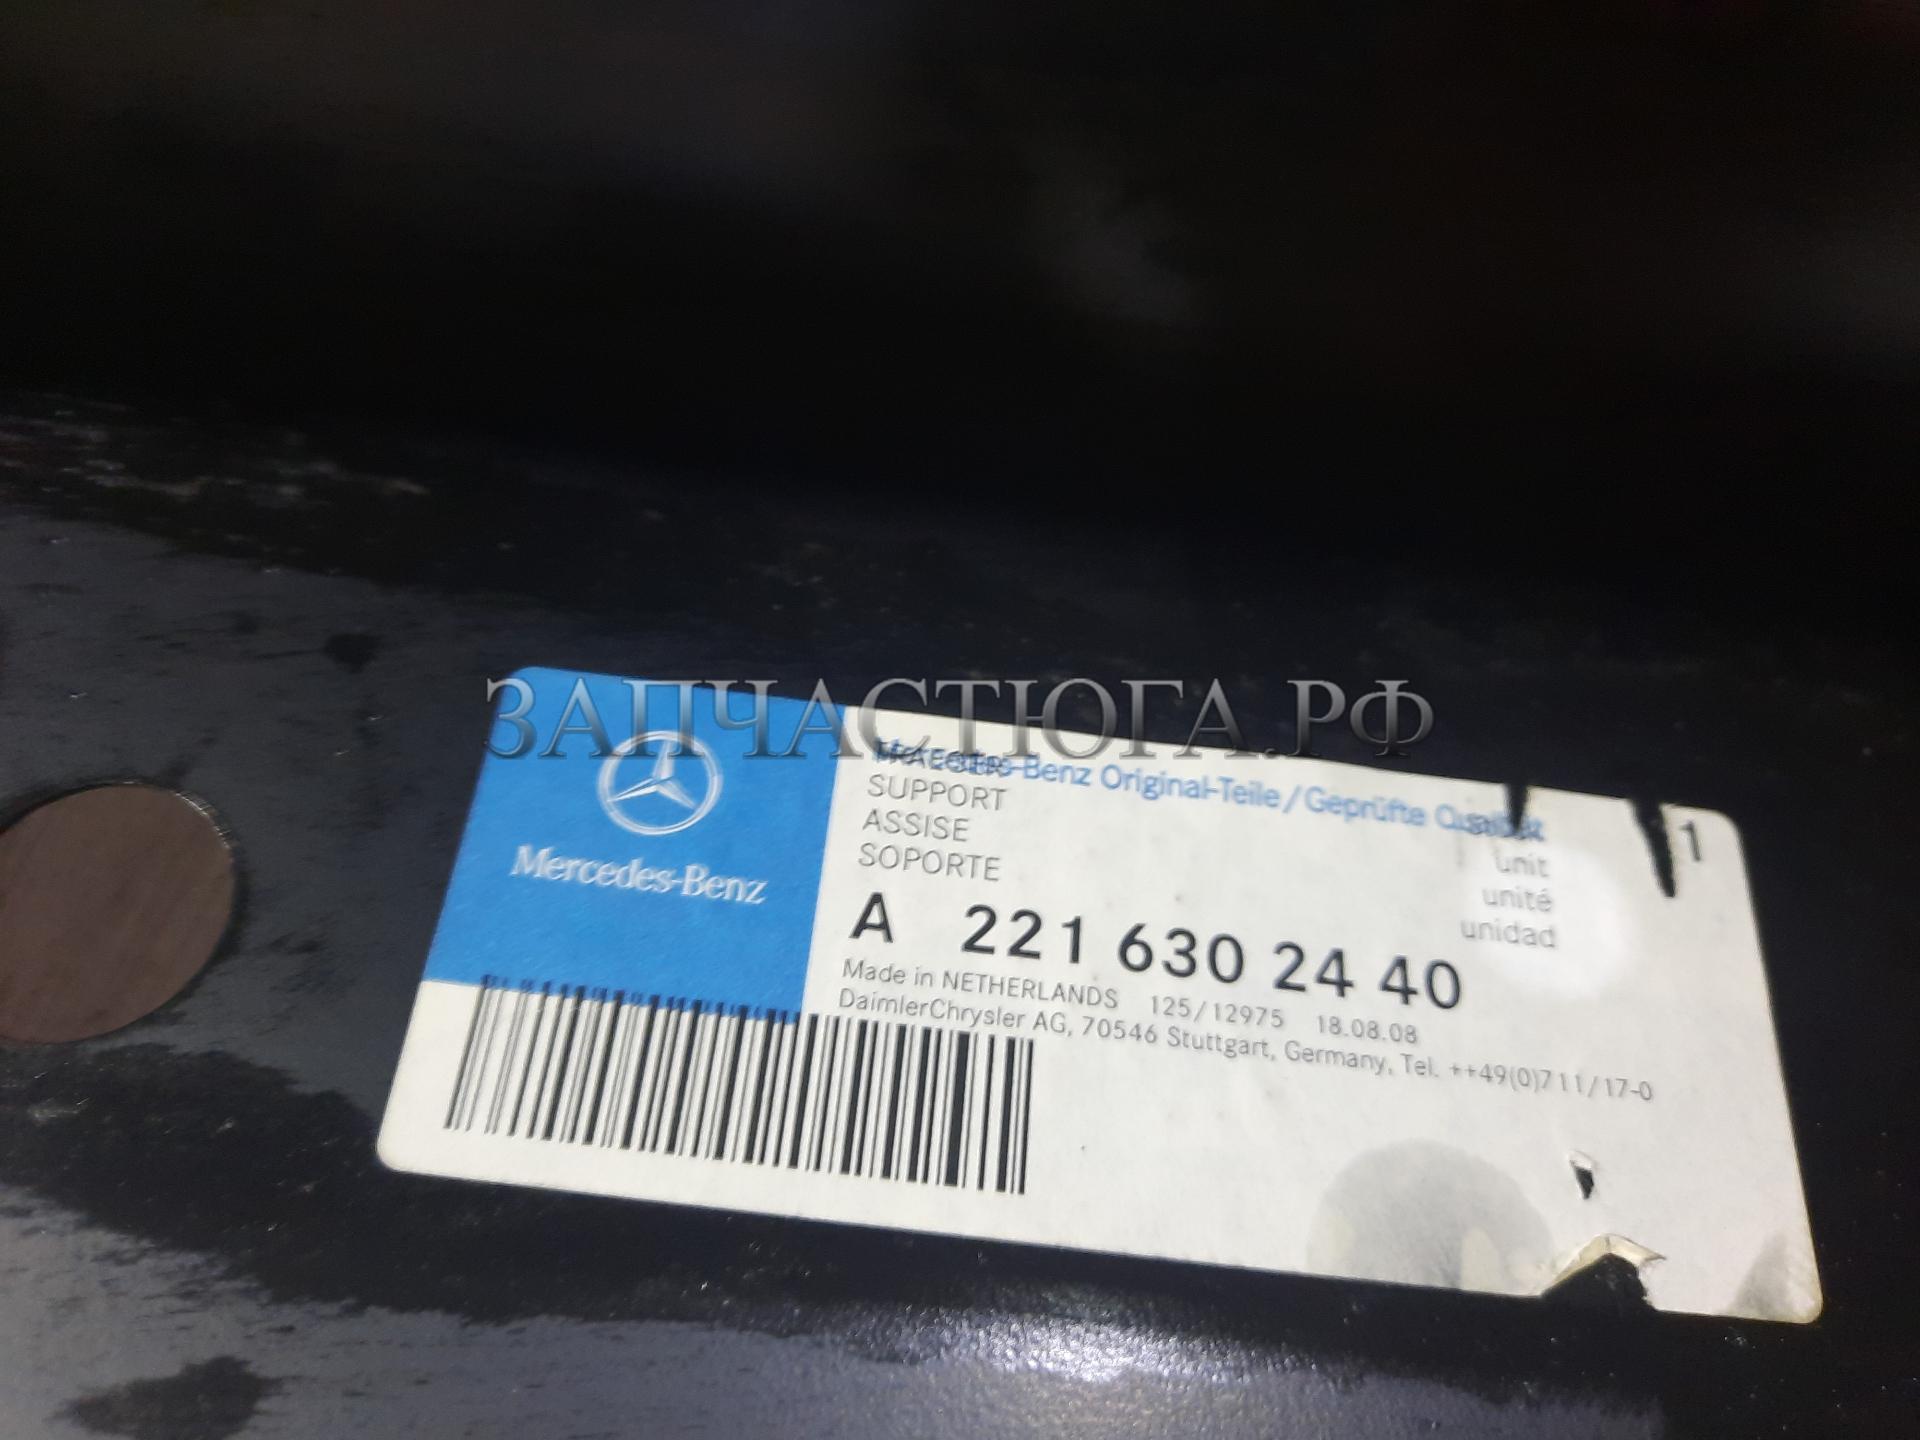 ЗАПЧАСТЮГА.РФ
Mercedes-Benz
Mercedes-Benz Original-Teile/Geprüfte Qualität
TRAEGER
SUPPORT
ASSISE
SOPORTE
1
unit
unité
unidad
A 221 630 24 40
Made in NETHERLANDS 125/12975 18.08.08
DaimlerChrysler AG, 70546 Stuttgart, Germany, Tel. ++49(0)711/17-0